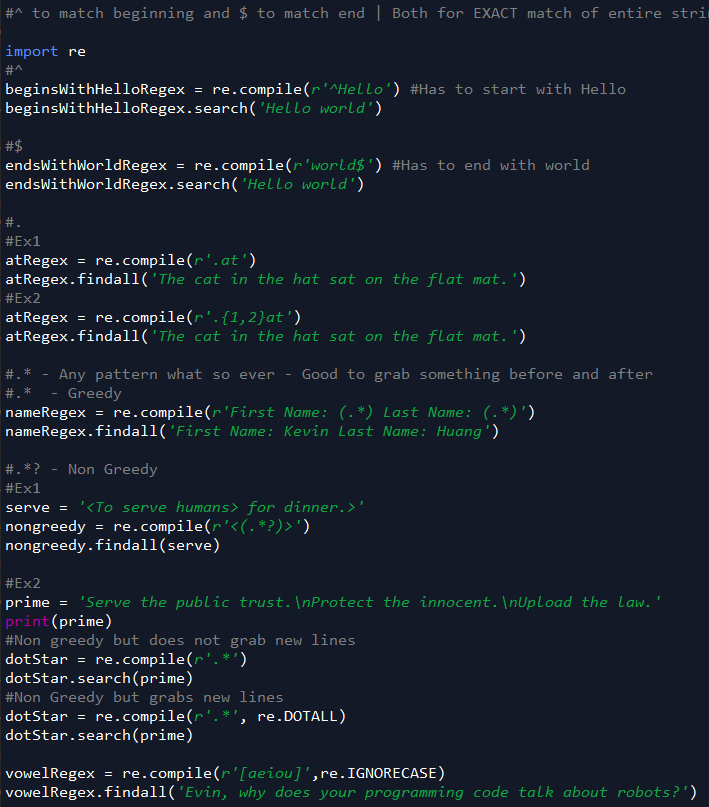 #^ to match beginning and $ to match end | Both for EXACT match of entire stri
import re
#^
beginsWithHelloRegex = re.compile(r'^Hello') #Has to start with Hello
beginsWithHelloRegex.search('Hello world')
#$
endsWithWorldRegex = re.compile(r'world$') #Has to end with world
endsWithWorldRegex.search('Hello world')
#.
#Ex1
atRegex = re.compile(r'.at')
atRegex.findall('The cat in the hat sat on the flat mat.')
#Ex2
atRegex = re.compile(r'.{1,2}at')
atRegex.findall('The cat in the hat sat on the flat mat.')
#.* - Any pattern what so ever - Good to grab something before and after
#.*  - Greedy
nameRegex = re.compile(r'First Name: (.*) Last Name: (.*)')
nameRegex.findall('First Name: Kevin Last Name: Huang')
#.*? - Non Greedy
#Ex1
serve = '<To serve humans> for dinner.>'
nongreedy = re.compile(r'<(.*?)>')
nongreedy.findall(serve)
#Ex2
prime = 'Serve the public trust.\nProtect the innocent.\nUpload the law.'
print(prime)
#Non greedy but does not grab new lines
dotStar = re.compile(r'.*')
dotStar.search(prime)
#Non Greedy but grabs new lines
dotStar = re.compile(r'.*', re.DOTALL)
dotStar.search(prime)
vowelRegex = re.compile(r'[aeiou]',re.IGNORECASE)
vowelRegex.findall('Evin, why does your programming code talk about robots?')